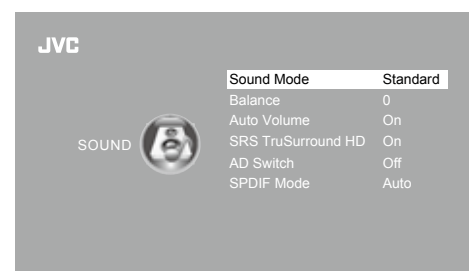 JVC
Sound Mode Standard
Balance 0
Auto Volume On
SOUND
SRS TruSurround HD On
AD Switch Off
SPDIF Mode Auto